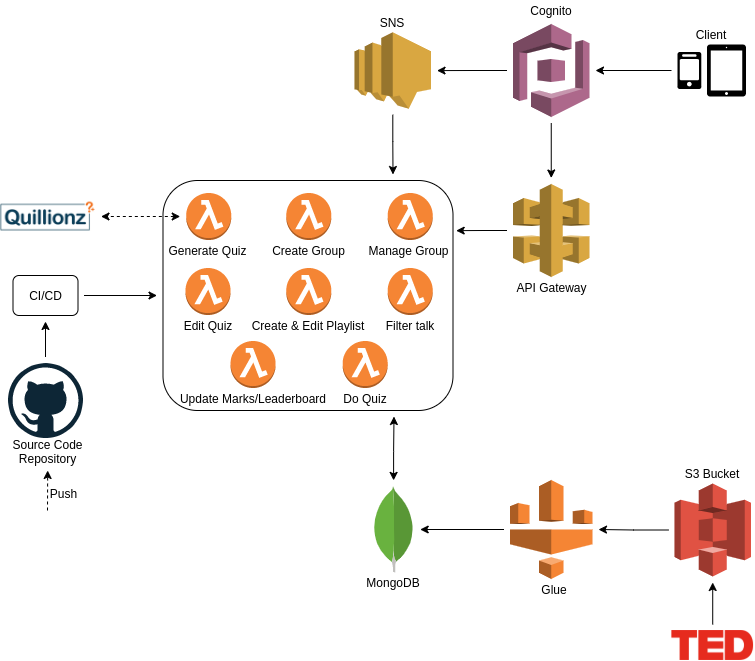 Cognito
SNS
Client
Quillionz?
Generate Quiz
Create Group
Manage Group
API Gateway
CI/CD
Edit Quiz
Create & Edit Playlist
Filter talk
Update Marks/Leaderboard
Do Quiz
Source Code
Repository
Push
S3 Bucket
MongoDB
Glue
TED